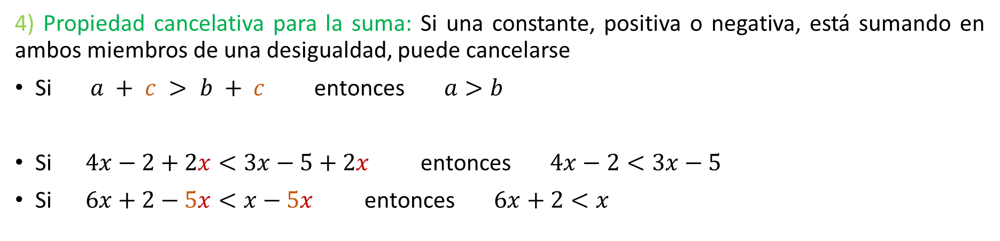 4) Propiedad cancelativa para la suma: Si una constante, positiva o negativa, está sumando en
ambos miembros de una desigualdad, puede cancelarse
• Si a + c > b + c entonces a > b
• Si 4x − 2 + 2x < 3x − 5 + 2x entonces 4x − 2 < 3x − 5
• Si 6x + 2 − 5x < x − 5x entonces 6x + 2 < x